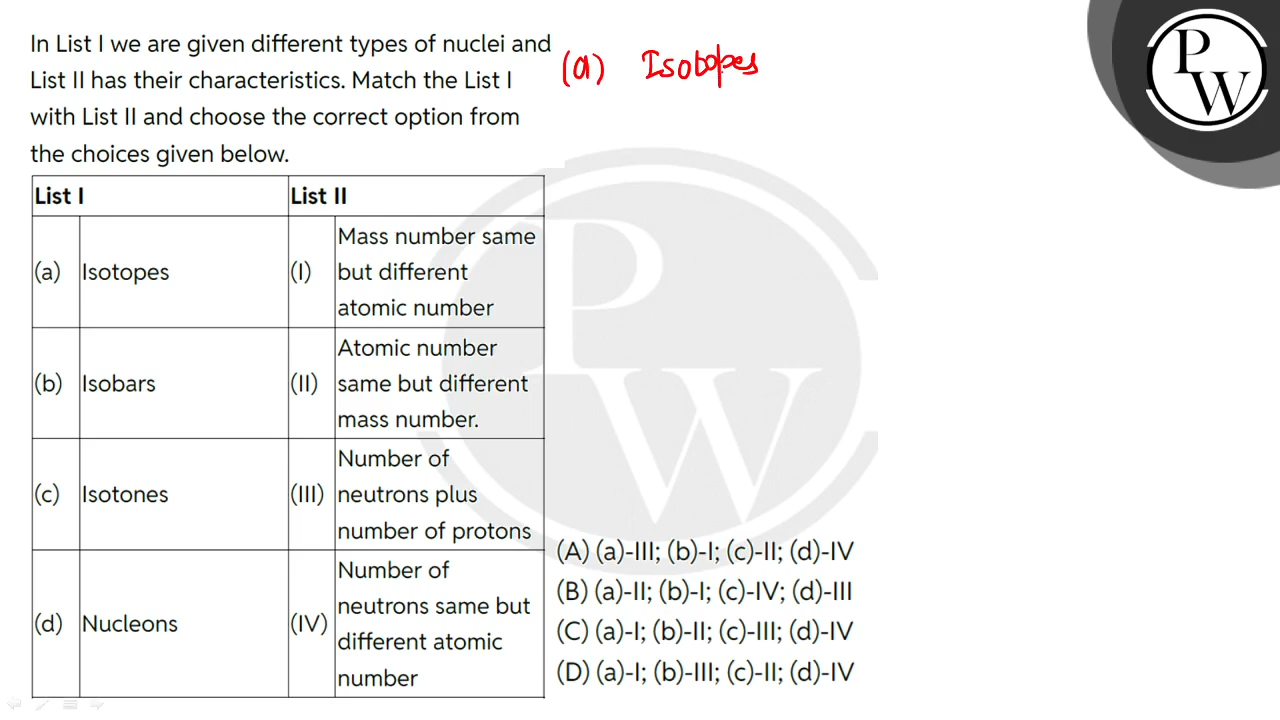 In List I we are given different types of nuclei and
List II has their characteristics. Match the List I
with List II and choose the correct option from
the choices given below.
(a) Isotopes
P
W
List I List II
(a) Isotopes (I) Mass number same
but different
atomic number
(b) Isobars (II) Atomic number
same but different
mass number.
(c) Isotones (III) Number of
neutrons plus
number of protons
(d) Nucleons (IV) Number of
neutrons same but
different atomic
number
P
W
(A) (a)-III; (b)-I; (c)-II; (d)-IV
(B) (a)-II; (b)-I; (c)-IV; (d)-III
(C) (a)-I; (b)-II; (c)-III; (d)-IV
(D) (a)-I; (b)-III; (c)-II; (d)-IV